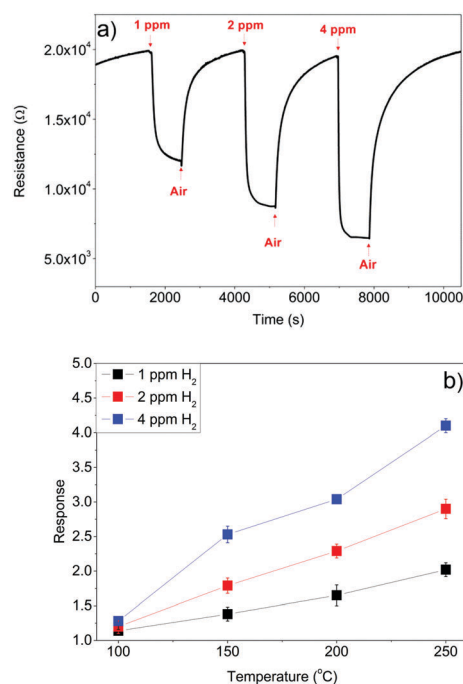 a)
1 ppm
2 ppm
4 ppm
2.0x10⁴
1.5x10⁴
1.0x10⁴
5.0x10³
Resistance (Ω)
Air
Air
Air
0
2000
4000
6000
8000
10000
Time (s)
b)
1 ppm H₂
2 ppm H₂
4 ppm H₂
5.0
4.5
4.0
3.5
3.0
2.5
2.0
1.5
1.0
Response
100
150
200
250
Temperature (°C)